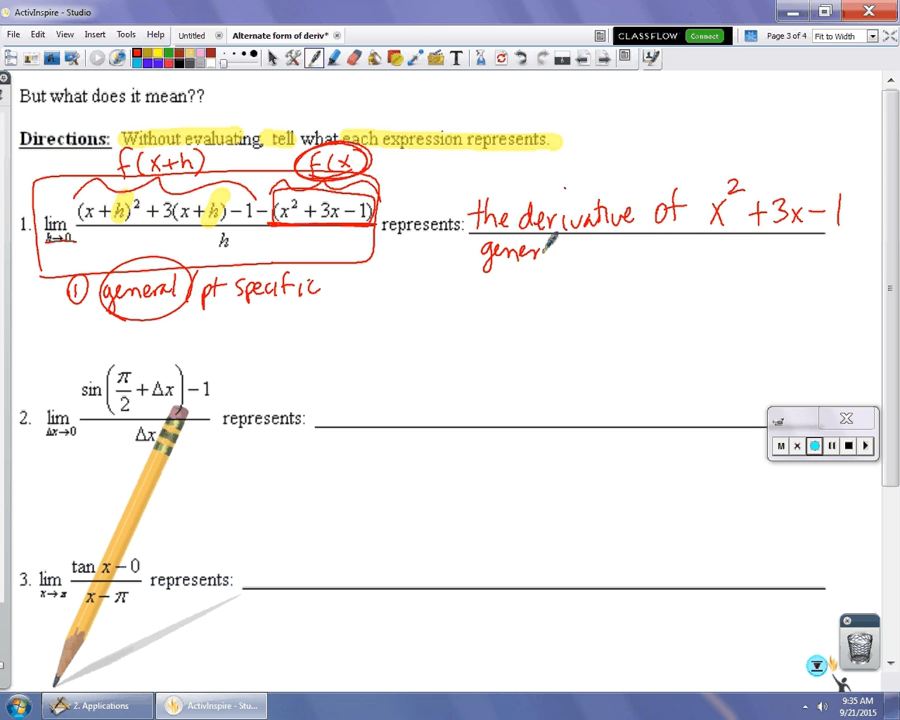 ActivInspire - Studio
File Edit View Insert Tools Help Untitled Alternate form of deriv* CLASSFLOW Connect Page 3 of 4 Fit to Width
But what does it mean??
Directions: Without evaluating, tell what each expression represents.
f(x+h) f(x)
1. lim h→0 (x + h)² + 3(x + h) − 1 − (x² + 3x − 1) / h represents: the derivative of x² + 3x − 1
gener
① general / pt specific
2. lim Δx→0 sin(π/2 + Δx) − 1 / Δx represents:
M
3. lim x→π tan x − 0 / x − π represents:
2. Applications ActivInspire - Stu... 9:35 AM
9/21/2015